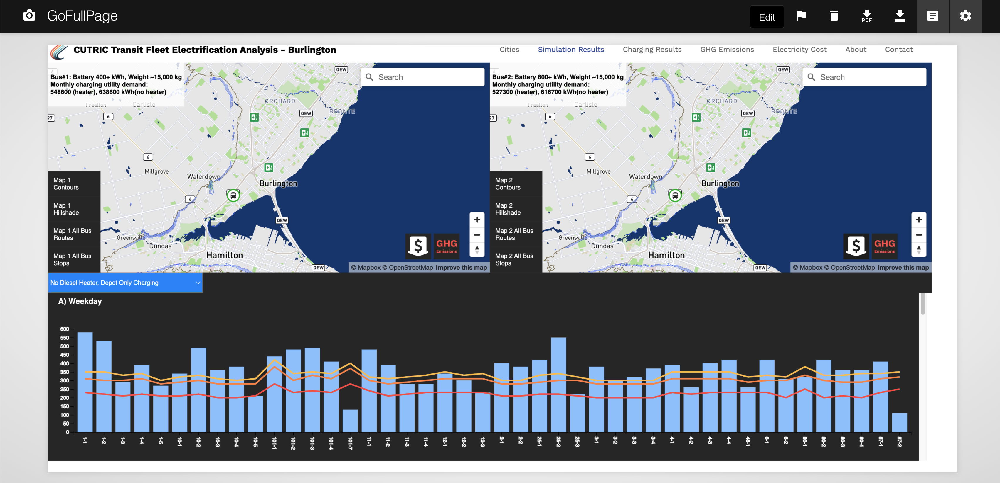 GoFullPage
Edit
PDF
CUTRIC Transit Fleet Electrification Analysis - Burlington
Cities
Simulation Results
Charging Results
GHG Emissions
Electricity Cost
About
Contact
6
Bus#1: Battery 400+ kWh, Weight ~15,000 kg
Monthly charging utility demand:
548600 (heater), 638600 kWh(no heater)
Freelton
Carlisle
QEW
Search
ORCHARD
BRONTE
QEW
97
6
6
Millgrove
Waterdown
Burlington
6
QEW
Greensville
Dundas
Hamilton
QEW
Map 1
Contours
Map 1
Hillshade
Map 1 All Bus
Routes
Map 1 All Bus
Stops
$
GHG
Emissions
+
−
© Mapbox © OpenStreetMap Improve this map
6
Bus#2: Battery 600+ kWh, Weight ~15,000 kg
Monthly charging utility demand:
527300 (heater), 616700 kWh(no heater)
Freelton
Carlisle
QEW
Search
ORCHARD
BRONTE
QEW
97
6
6
Millgrove
Waterdown
Burlington
6
QEW
Greensville
Dundas
Hamilton
QEW
Map 2
Contours
Map 2
Hillshade
Map 2 All Bus
Routes
Map 2 All Bus
Stops
$
GHG
Emissions
+
−
© Mapbox © OpenStreetMap Improve this map
No Diesel Heater, Depot Only Charging
A) Weekday
600
550
500
450
400
350
300
250
200
150
100
50
0
1-1
1-2
1-3
1-4
1-5
10-1
10-2
10-3
10-4
10-5
101-1
101-2
101-3
101-4
101-7
11-1
11-2
11-3
11-4
12-1
12-2
12-3
2-1
2-2
25-1
25-2
25-3
3-1
3-2
3-3
3-4
4-1
4-2
4-3
4-4
48-1
6-1
6-2
80-1
80-2
80-3
80-4
87-1
87-2